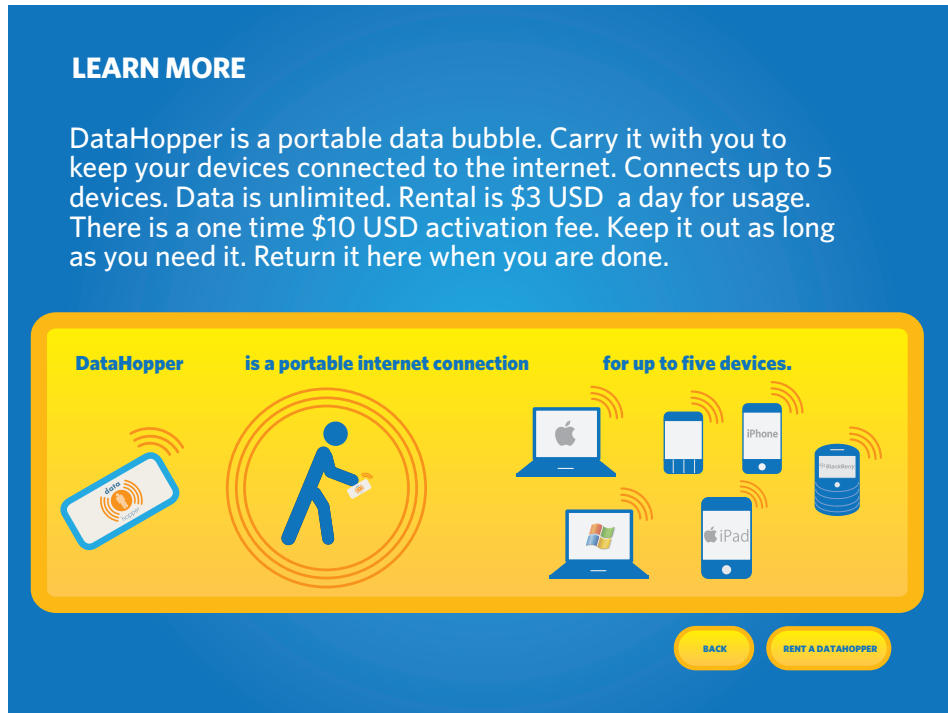 LEARN MORE
DataHopper is a portable data bubble. Carry it with you to
keep your devices connected to the internet. Connects up to 5
devices. Data is unlimited. Rental is $3 USD  a day for usage.
There is a one time $10 USD activation fee. Keep it out as long
as you need it. Return it here when you are done.
DataHopper is a portable internet connection for up to five devices.
data
hopper
iPhone
BlackBerry
iPad
BACK
RENT A DATAHOPPER